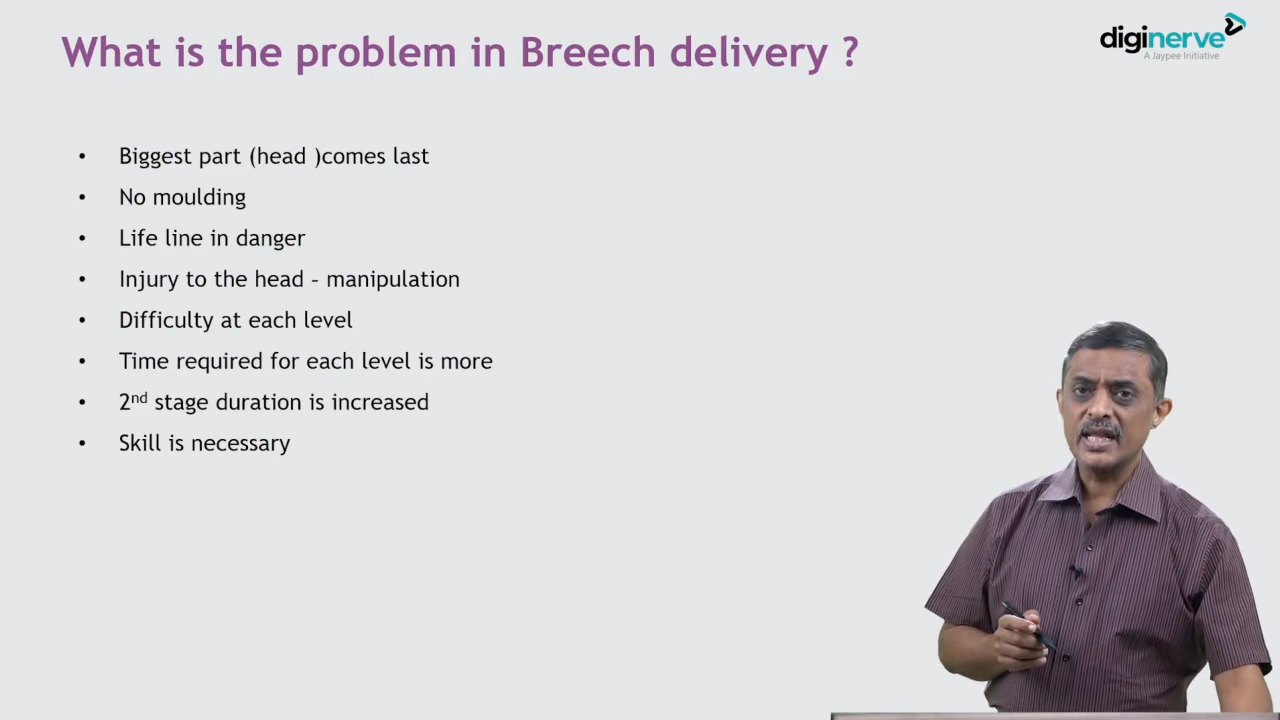 What is the problem in Breech delivery ?
diginerve
A Jaypee Initiative
• Biggest part (head )comes last
• No moulding
• Life line in danger
• Injury to the head – manipulation
• Difficulty at each level
• Time required for each level is more
• 2nd stage duration is increased
• Skill is necessary